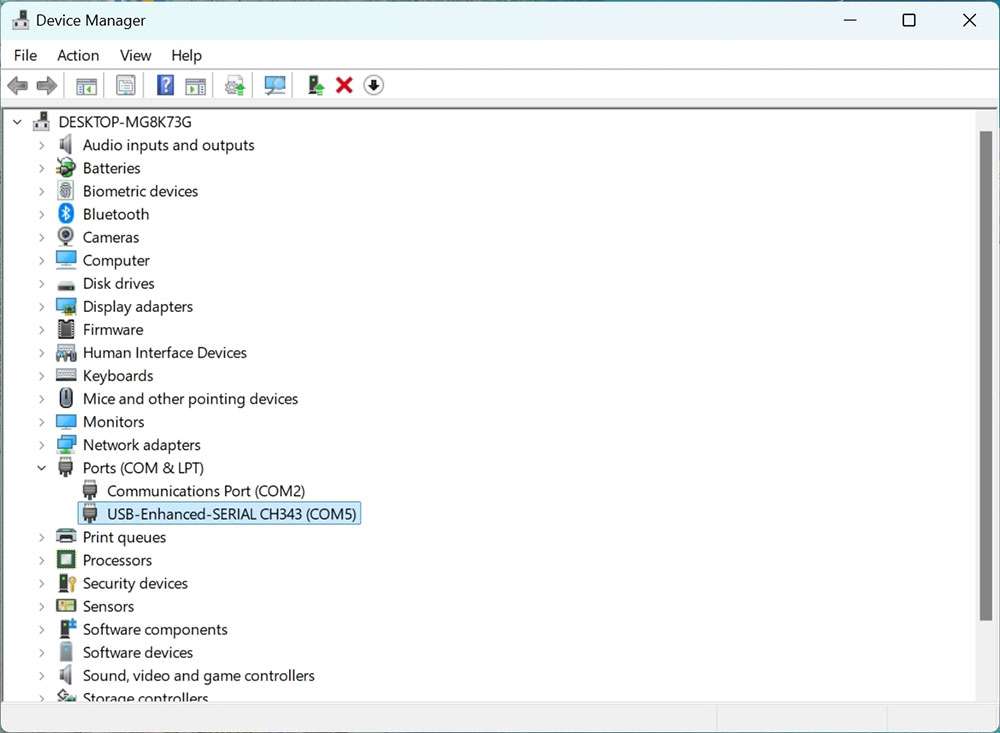 Device Manager
File Action View Help
DESKTOP-MG8K73G
Audio inputs and outputs
Batteries
Biometric devices
Bluetooth
Cameras
Computer
Disk drives
Display adapters
Firmware
Human Interface Devices
Keyboards
Mice and other pointing devices
Monitors
Network adapters
Ports (COM & LPT)
Communications Port (COM2)
USB-Enhanced-SERIAL CH343 (COM5)
Print queues
Processors
Security devices
Sensors
Software components
Software devices
Sound, video and game controllers
Storage controllers